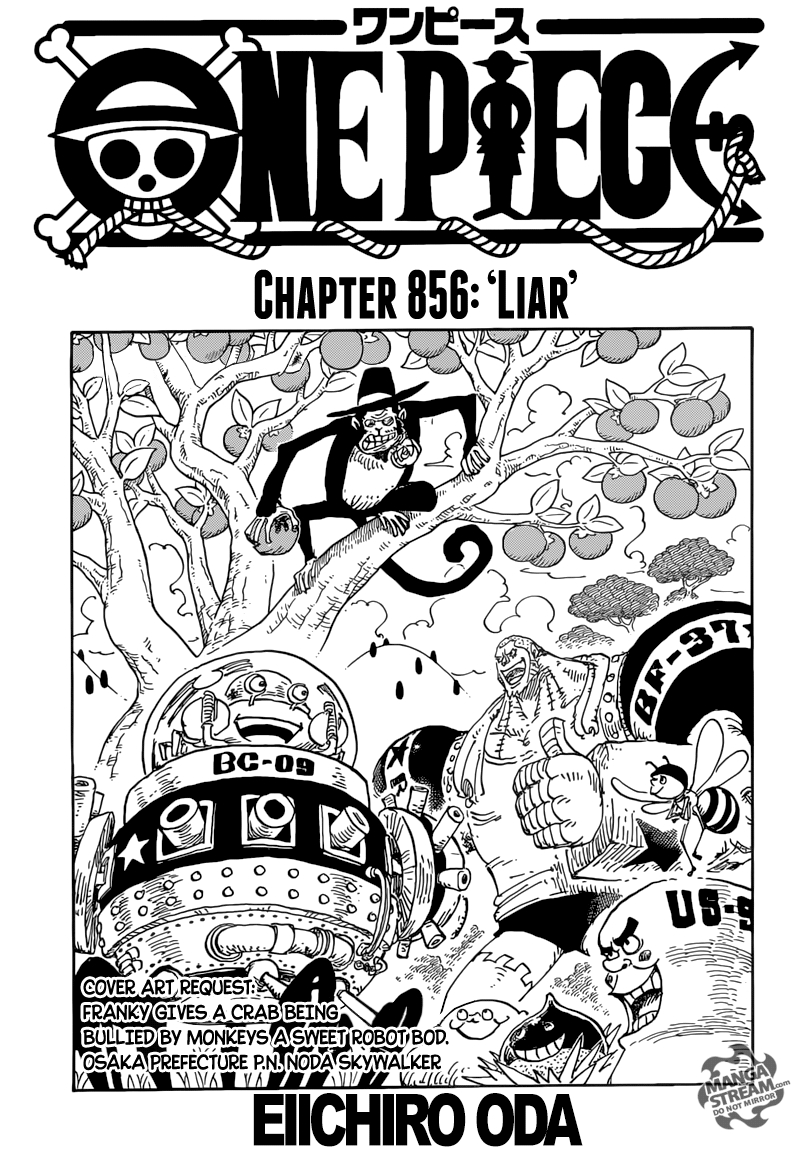 ワンピース
ONE PIECE
CHAPTER 856: ‘LIAR’
BC-09
BF-37
US-9
COVER ART REQUEST:
FRANKY GIVES A CRAB BEING
BULLIED BY MONKEYS A SWEET ROBOT BOD.
OSAKA PREFECTURE P.N. NODA SKYWALKER
MANGA
STREAM.com
DO NOT MIRROR
EIICHIRO ODA